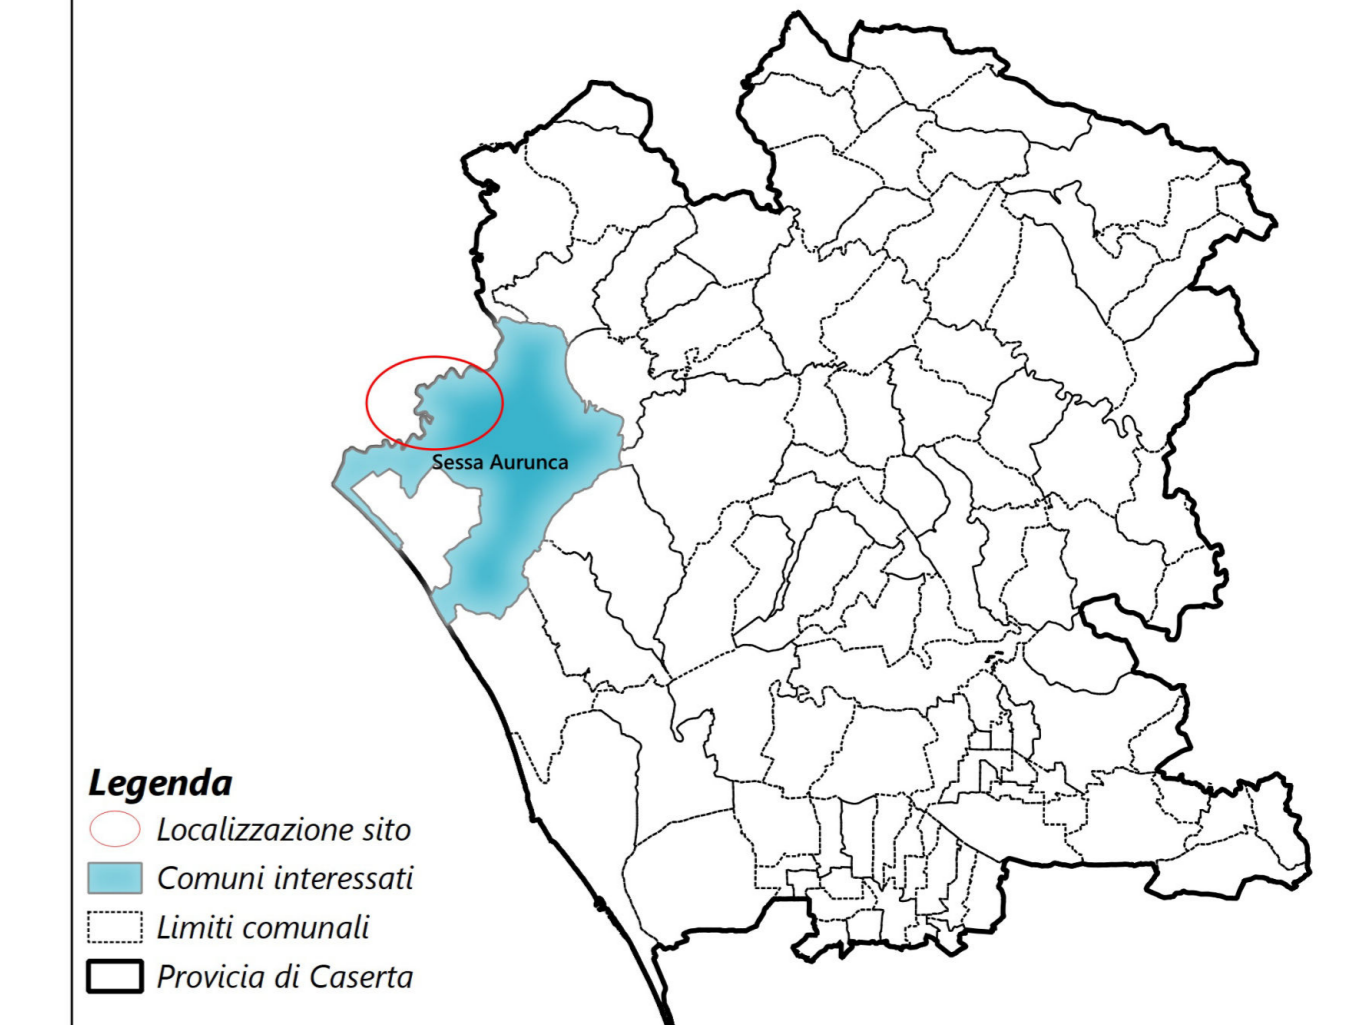 Sessa Aurunca
Legenda
Localizzazione sito
Comuni interessati
Limiti comunali
Provicia di Caserta